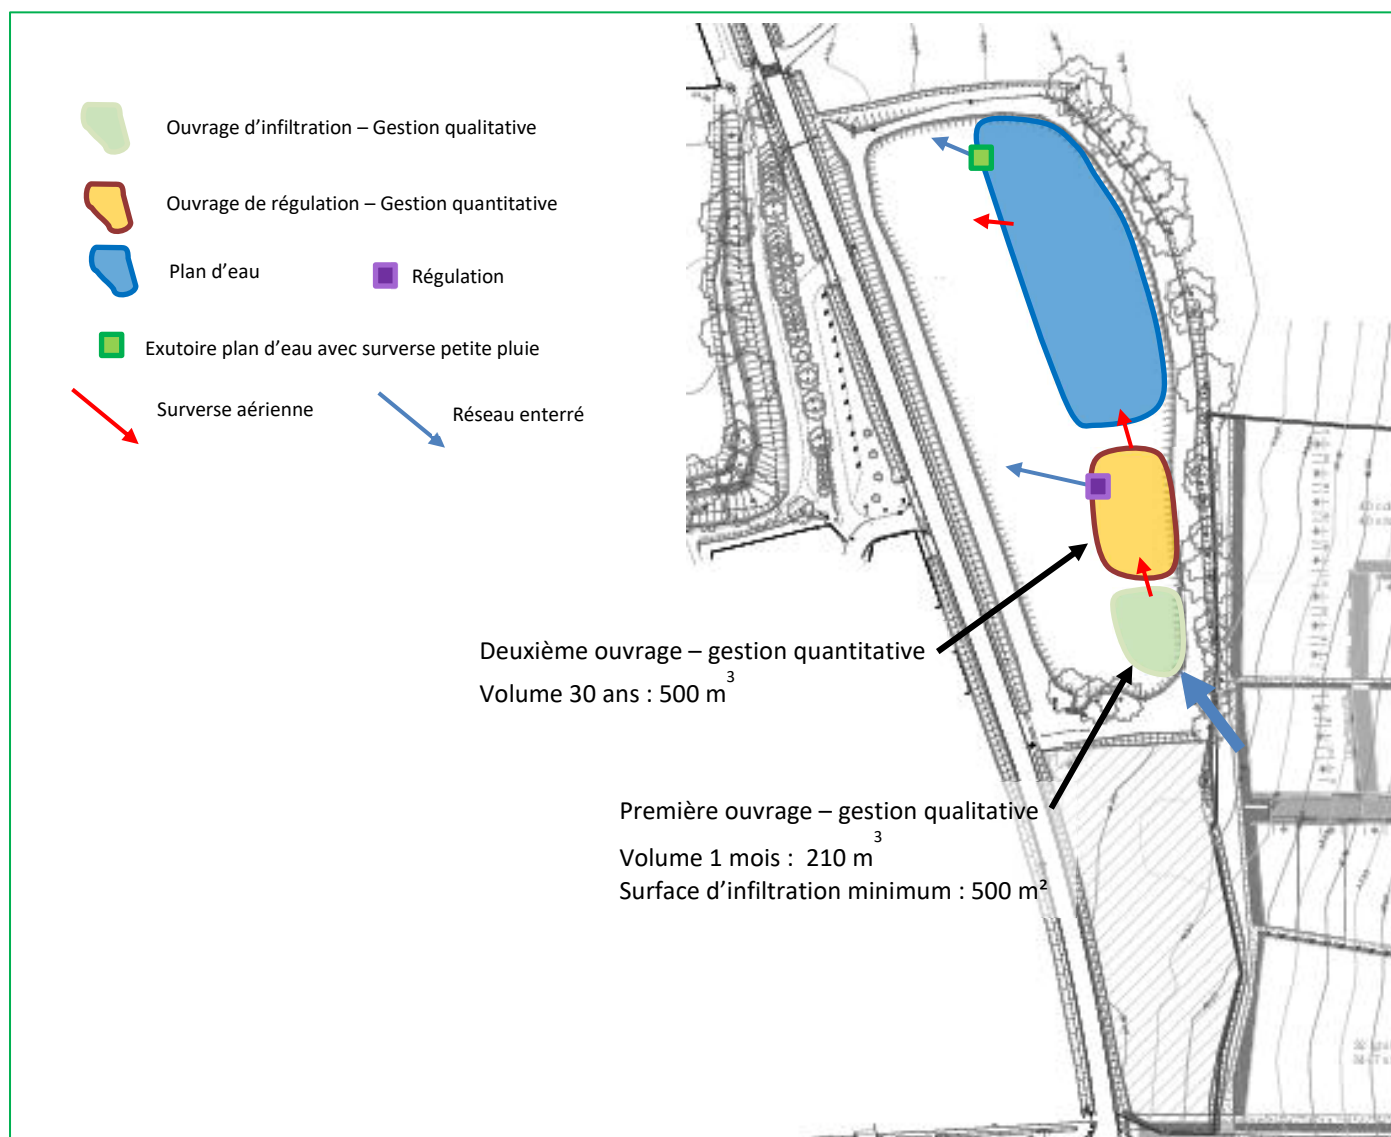 Ouvrage d’infiltration – Gestion qualitative
Ouvrage de régulation – Gestion quantitative
Plan d’eau
Régulation
Exutoire plan d’eau avec surverse petite pluie
Surverse aérienne
Réseau enterré
Deuxième ouvrage – gestion quantitative
Volume 30 ans : 500 m³
Première ouvrage – gestion qualitative
Volume 1 mois : 210 m³
Surface d’infiltration minimum : 500 m²